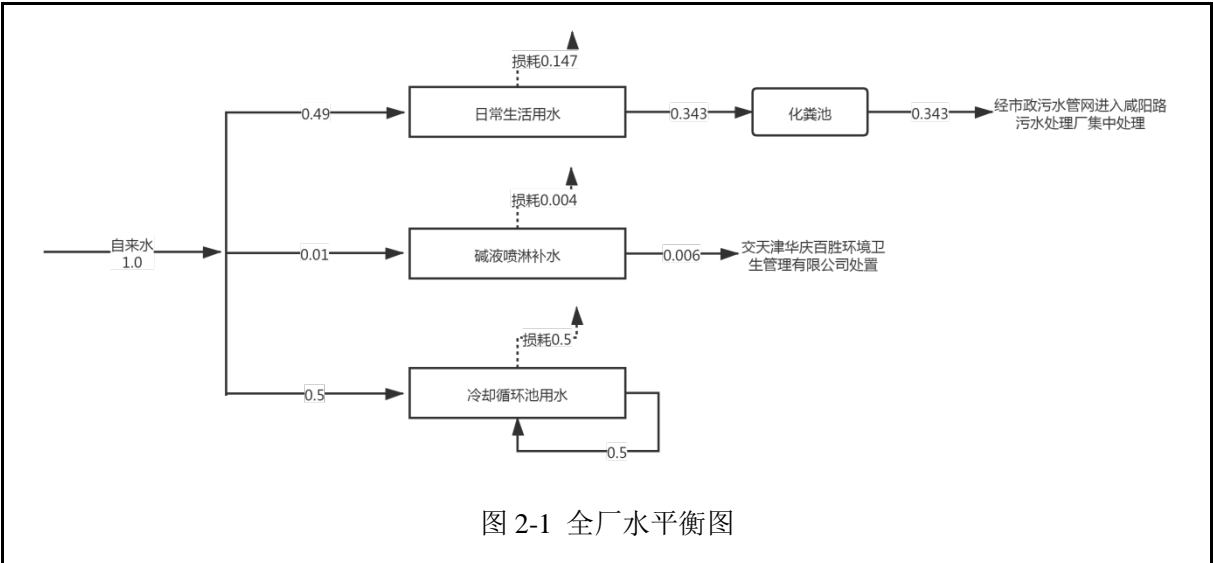 损耗0.147
0.49
日常生活用水
0.343
化粪池
0.343
经市政污水管网进入咸阳路
污水处理厂集中处理
损耗0.004
自来水
1.0
0.01
碱液喷淋补水
0.006
交天津华庆百胜环境卫
生管理有限公司处置
损耗0.5
0.5
冷却循环池用水
0.5
图 2-1 全厂水平衡图